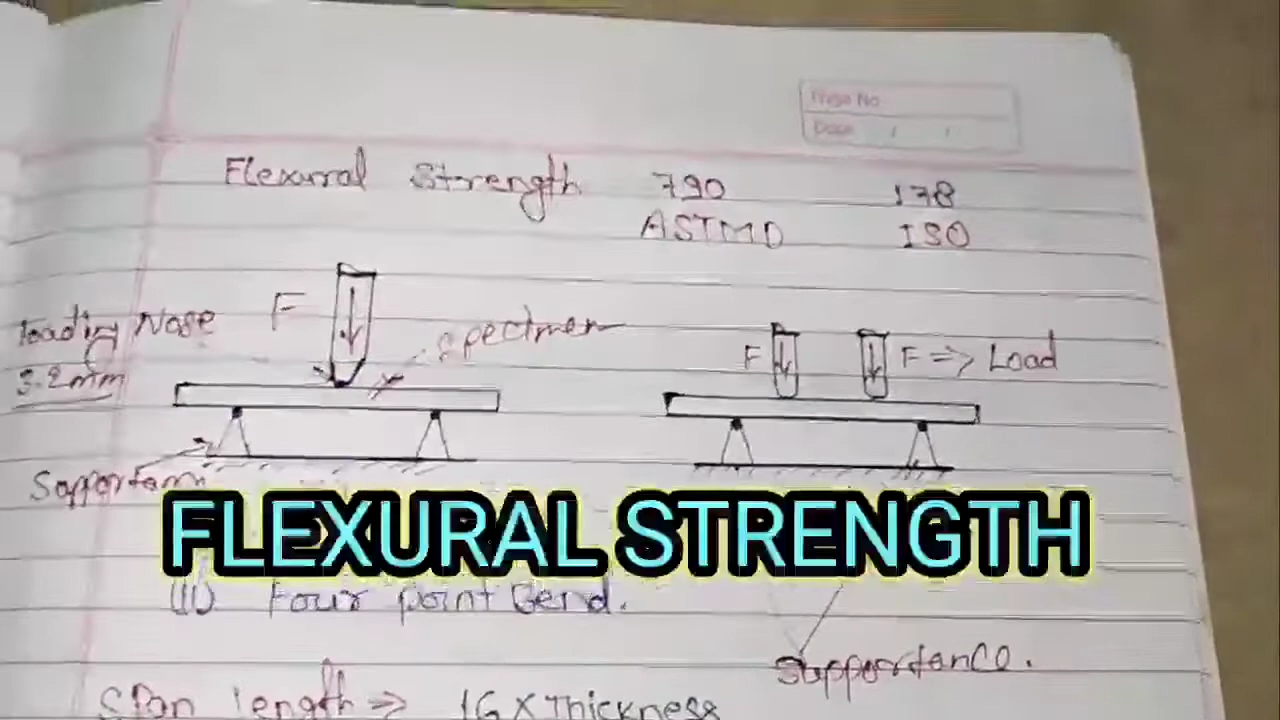 Page No
Date / /
Flexural Strength 790 178
ASTMD ISO
loading Nose F specimen
3.2mm
F F => Load
FLEXURAL STRENGTH
(ii) Four point Bend.
Supportance.
Span length => 16 X Thickness